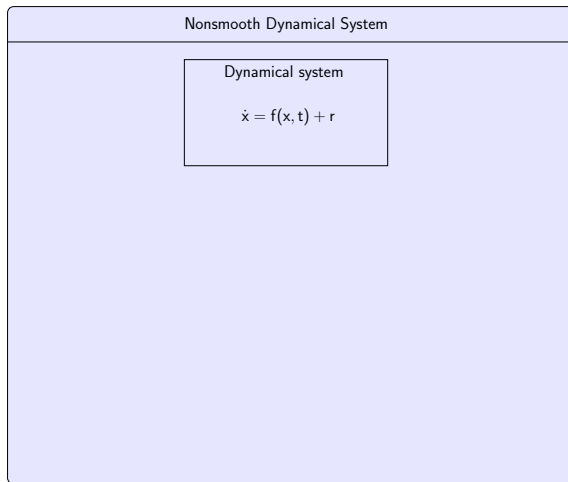 Nonsmooth Dynamical System
Dynamical system
ẋ = f(x, t) + r